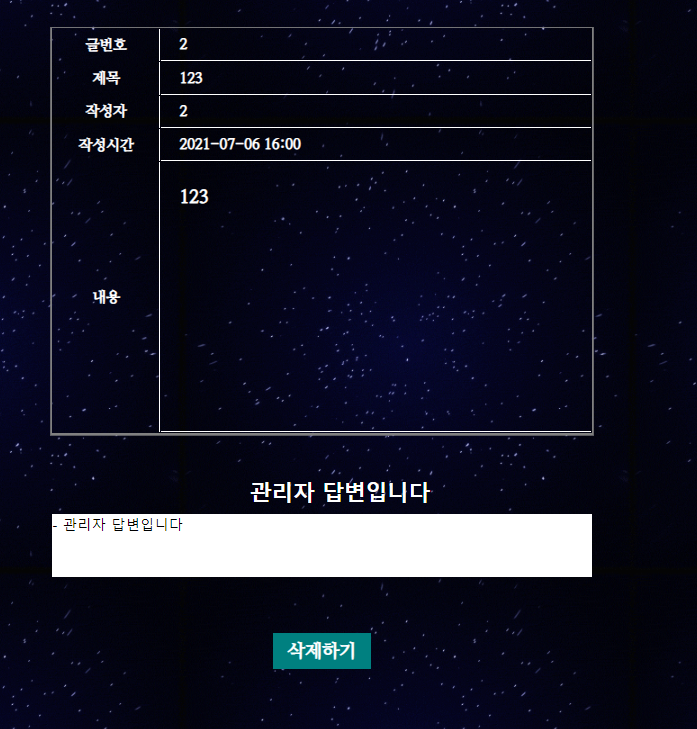 글번호 2
제목 123
작성자 2
작성시간 2021-07-06 16:00
내용 123
관리자 답변입니다
- 관리자 답변입니다
삭제하기